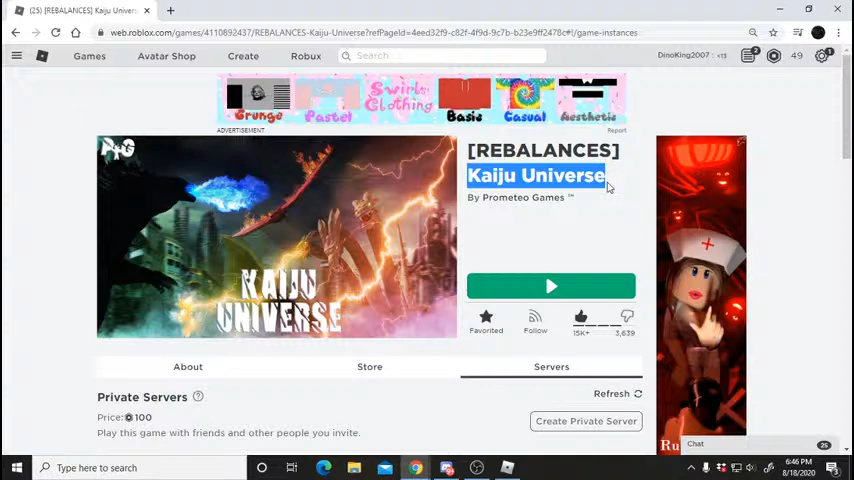 (25) [REBALANCES] Kaiju Univers
web.roblox.com/games/4110892437/REBALANCES-Kaiju-Universe?refPageId=4eed32f9-c82f-4f9d-9c7b-b23e9ff2478c#!/game-instances
Games
Avatar Shop
Create
Robux
Search
DinoKing2007 : <13
49
Grunge
Pastel
Swirls
Clothing
Basic
Casual
Aesthetic
ADVERTISEMENT
Report
[REBALANCES]
Kaiju Universe
By Prometeo Games ™
KAIJU
UNIVERSE
Favorited
Follow
15K+
3,639
About
Store
Servers
Refresh
Private Servers
Price: 100
Create Private Server
Play this game with friends and other people you invite.
Ru
Chat
25
Type here to search
6:46 PM
8/18/2020
3